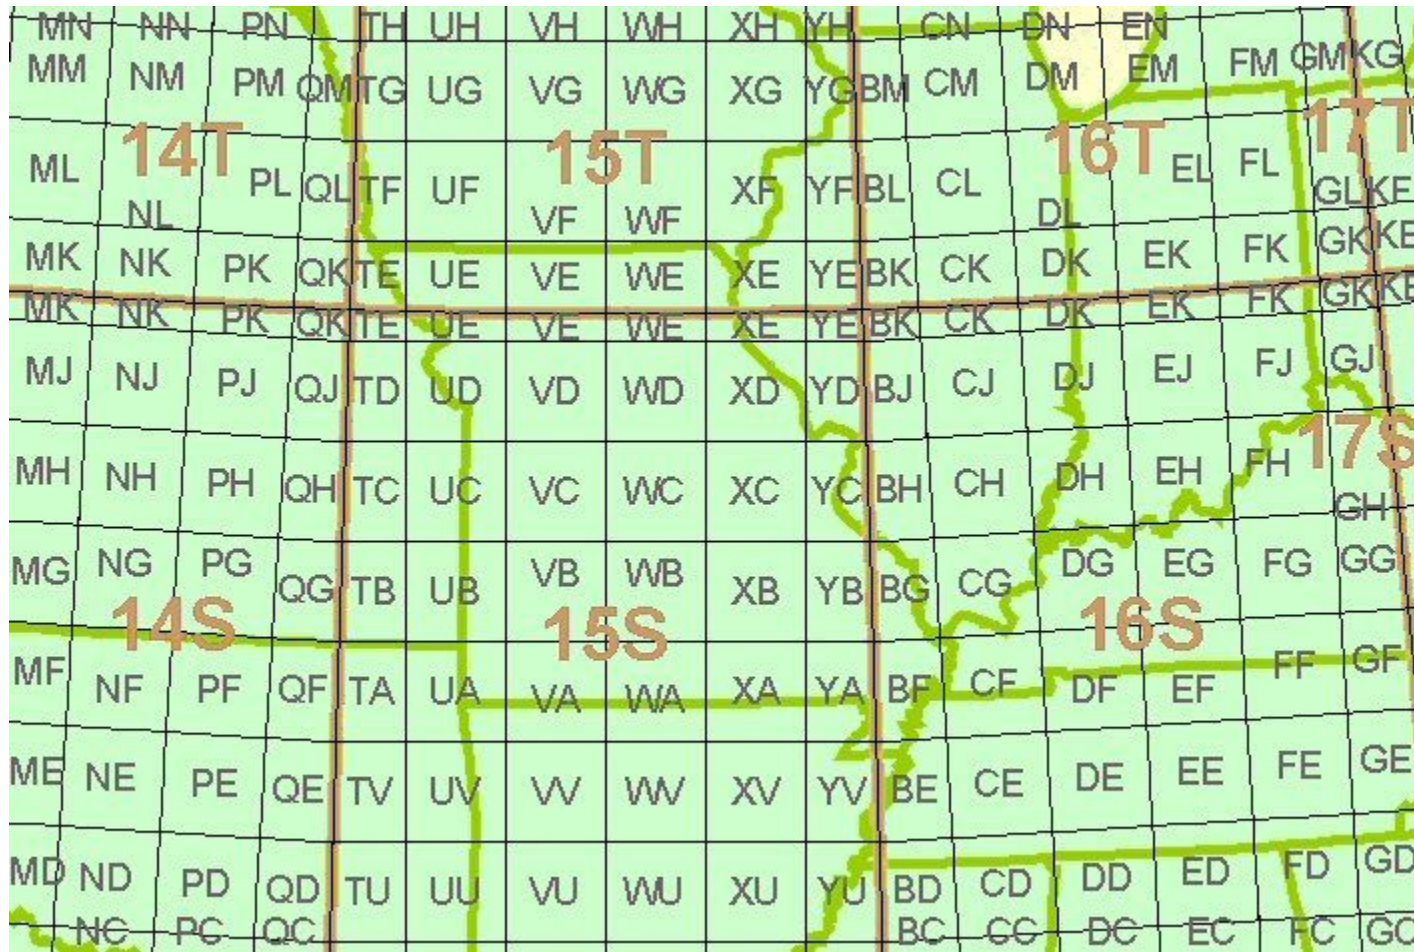 MN NN PN TH UH VH WH XH YH CN DN EN
MM NM PM QM TG UG VG WG XG YG BM CM DM EM FM GM KG
14T 15T 16T 17T
ML PL QL TF UF XF YF BL CL EL FL GL KF
NL VF WF DL
MK NK PK QK TE UE VE WE XE YE BK CK DK EK FK GK KE
MK NK PK QK TE UE VE WE XE YE BK CK DK EK FK GK KE
MJ NJ PJ QJ TD UD VD WD XD YD BJ CJ DJ EJ FJ GJ
17S
MH NH PH QH TC UC VC WC XC YC BH CH DH EH FH
GH
MG NG PG QG TB UB VB WB XB YB BG CG DG EG FG GG
14S 15S 16S
MF NF PF QF TA UA VA WA XA YA BF CF DF EF FF GF
ME NE PE QE TV UV VV WV XV YV BE CE DE EE FE GE
MD ND PD QD TU UU VU WU XU YU BD CD DD ED FD GD
NC PC QC BC CC DC EC FC GC